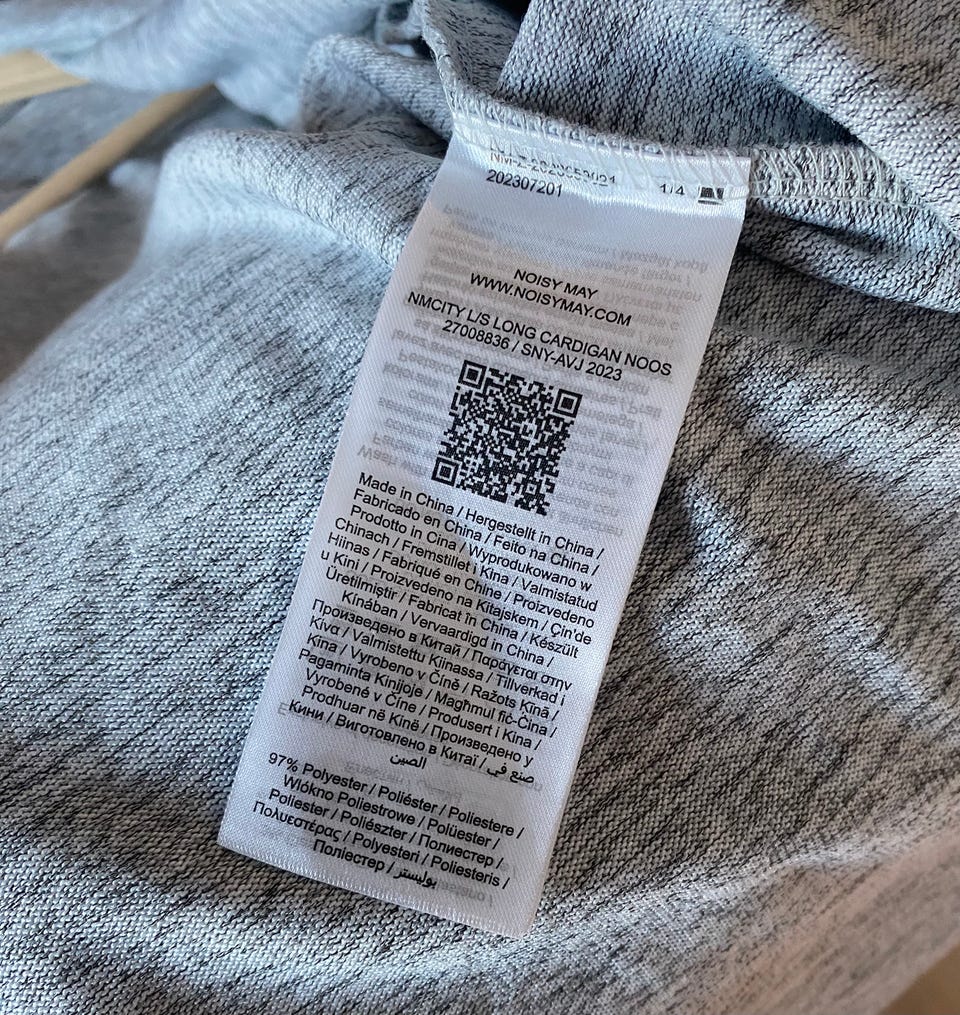 202307201
1/4
NOISY MAY
WWW.NOISYMAY.COM
NMCITY L/S LONG CARDIGAN NOOS
27008836 / SNY-AVJ 2023
Made in China / Hergestellt in China /
Fabricado en China / Feito na China /
Prodotto in Cina / Wyprodukowano w
Chinach / Fremstillet i Kina / Valmistatud
Hiinas / Fabriqué en Chine / Proizvedeno
u Kini / Proizvedeno na Kitajskem / Çin'de
Üretilmiştir / Fabricat în China / Készült
Kínában / Vervaardigd in China /
Произведено в Китай / Παράγεται στην
Κίνα / Valmistettu Kiinassa / Tillverkad i
Kina / Vyrobeno v Číně / Ražots Ķīnā /
Pagaminta Kinijoje / Magħmul fiċ-Ċina /
Vyrobené v Číne / Produsert i Kina /
Prodhuar në Kinë / Произведено у
Кини / Виготовлено в Китаї / صنع في
الصين
97% Polyester / Poliéster / Poliestere /
Włókno Poliestrowe / Polüester /
Poliester / Poliészter / Полиестер /
Πολυεστέρας / Polyesteri / Poliesteris /
Поліестер / بوليستر